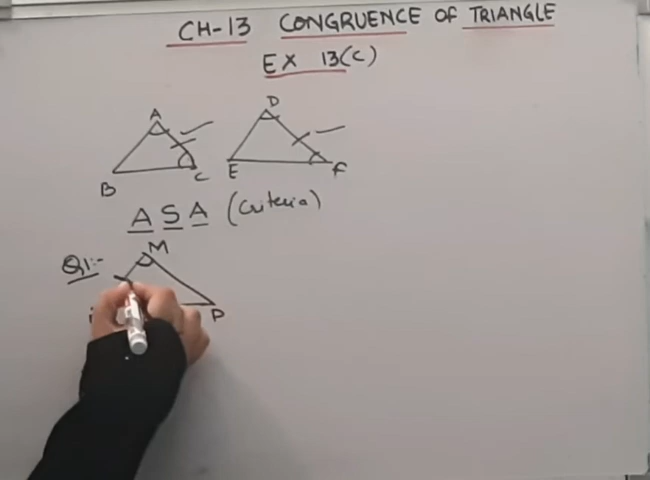 CH-13 CONGRUENCE OF TRIANGLE
EX 13(C)
A
D
B
C
E
F
ASA (Criteria)
Q1:-
M
P